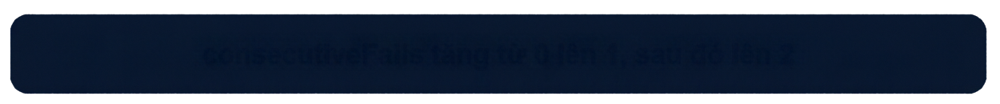 consecutiveFails tăng từ 0 lên 1, sau đó lên 2